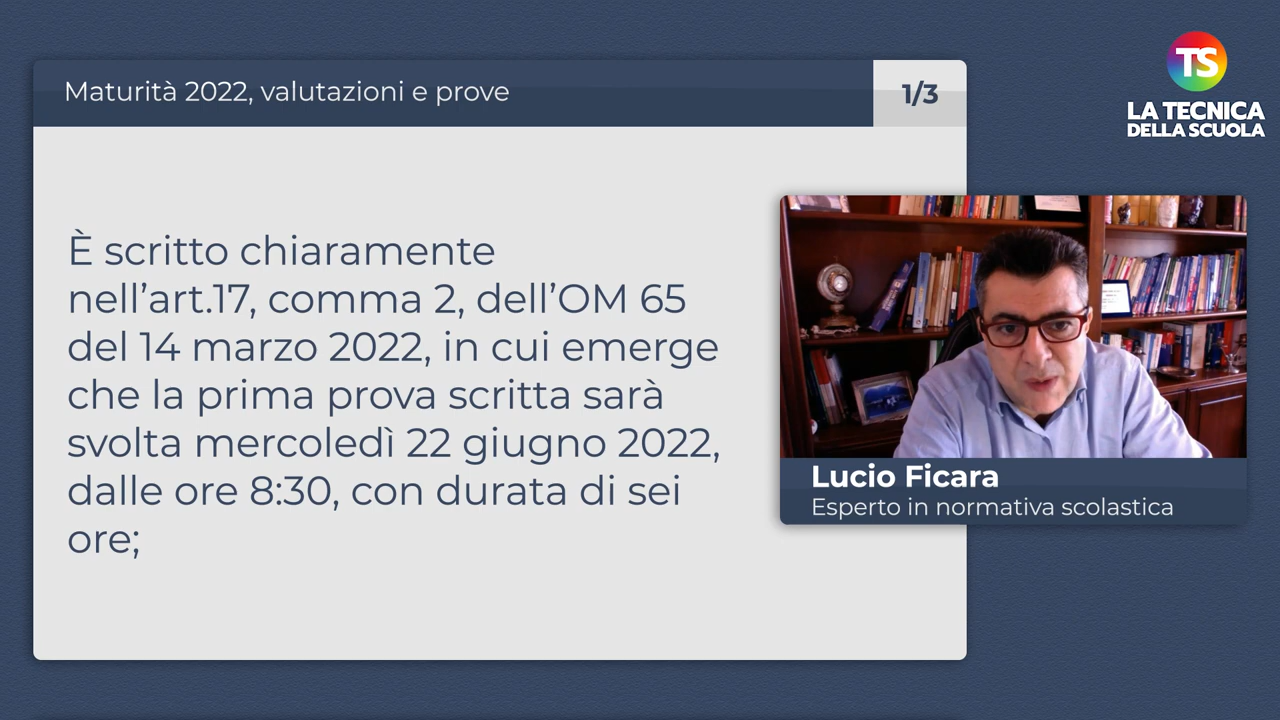 Maturità 2022, valutazioni e prove
1/3
TS
LA TECNICA
DELLA SCUOLA
È scritto chiaramente
nell’art.17, comma 2, dell’OM 65
del 14 marzo 2022, in cui emerge
che la prima prova scritta sarà
svolta mercoledì 22 giugno 2022,
dalle ore 8:30, con durata di sei
ore;
Lucio Ficara
Esperto in normativa scolastica